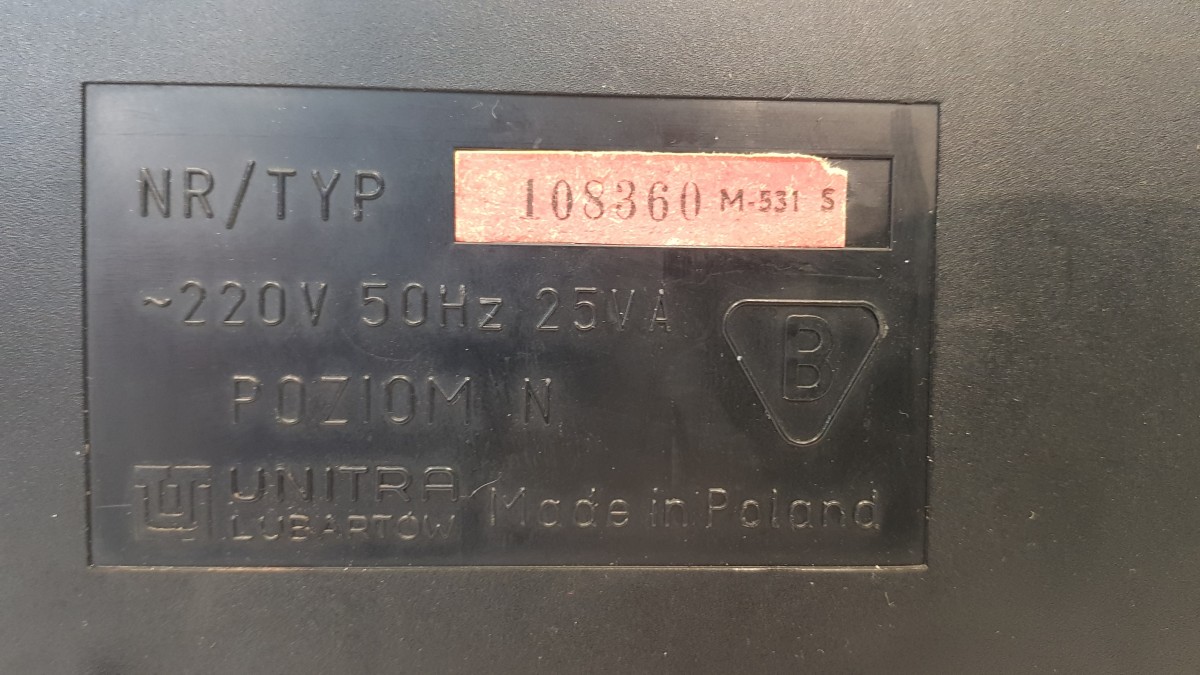 NR/TYP 108360 M-531 S
~220V 50Hz 25VA
B
POZIOM N
UNITRA
LUBARTÓW
Made in Poland